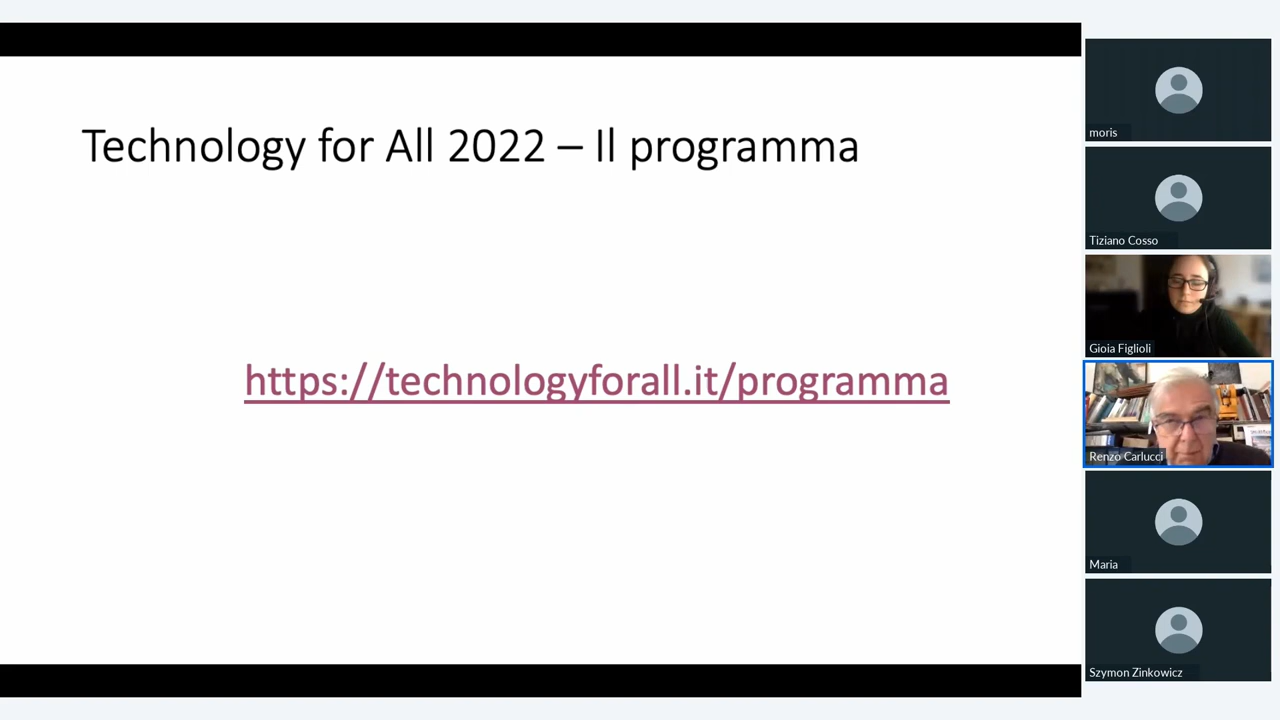 Technology for All 2022 – Il programma
https://technologyforall.it/programma
moris
Tiziano Cosso
Gioia Figlioli
Renzo Carlucci
Maria
Szymon Zinkowicz